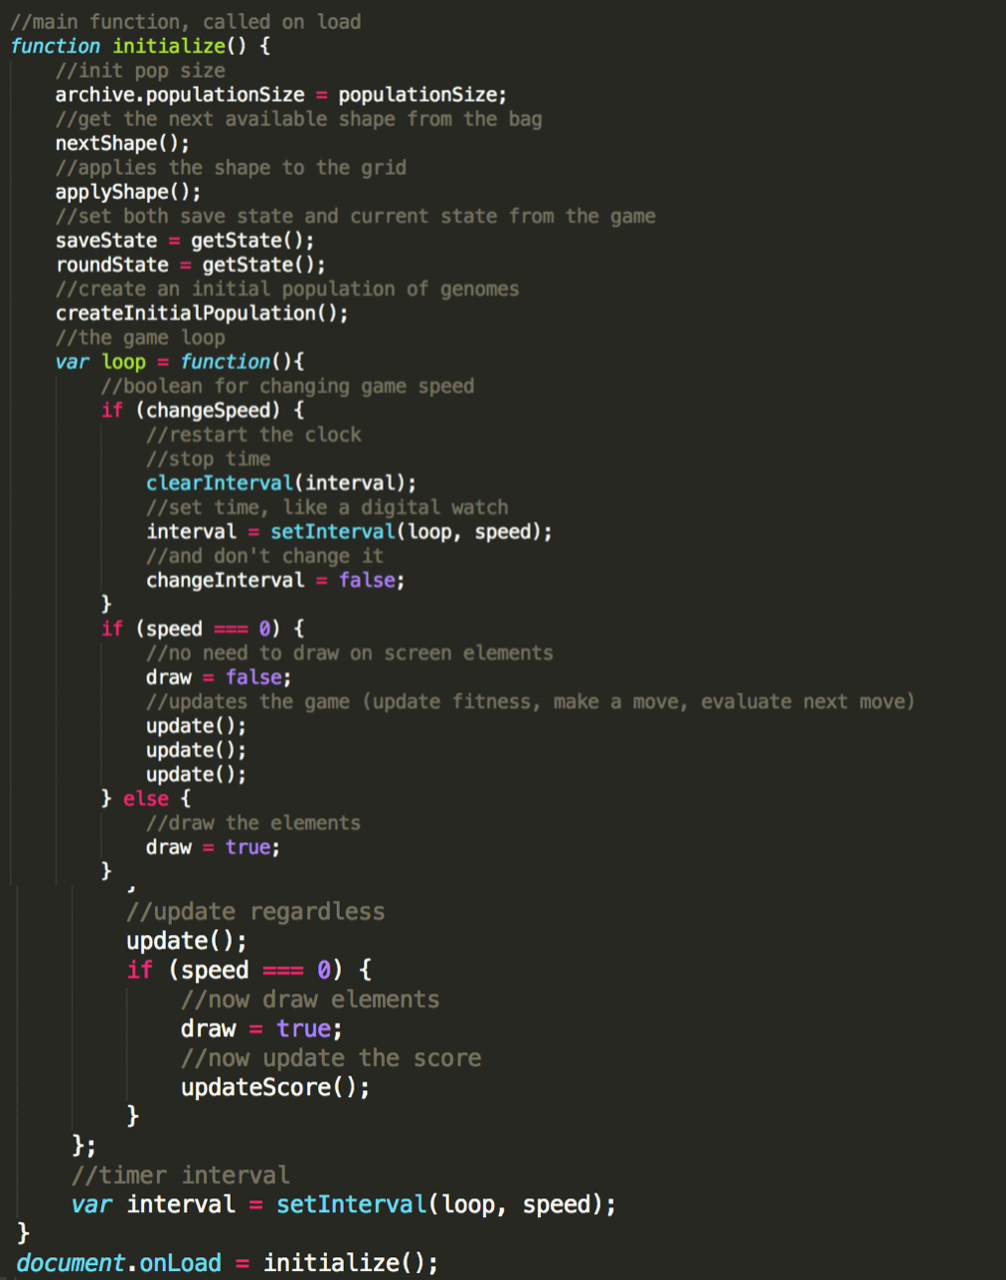 //main function, called on load
function initialize() {
    //init pop size
    archive.populationSize = populationSize;
    //get the next available shape from the bag
    nextShape();
    //applies the shape to the grid
    applyShape();
    //set both save state and current state from the game
    saveState = getState();
    roundState = getState();
    //create an initial population of genomes
    createInitialPopulation();
    //the game loop
    var loop = function(){
        //boolean for changing game speed
        if (changeSpeed) {
            //restart the clock
            //stop time
            clearInterval(interval);
            //set time, like a digital watch
            interval = setInterval(loop, speed);
            //and don't change it
            changeInterval = false;
        }
        if (speed === 0) {
            //no need to draw on screen elements
            draw = false;
            //updates the game (update fitness, make a move, evaluate next move)
            update();
            update();
            update();
        } else {
            //draw the elements
            draw = true;
        }
        //update regardless
        update();
        if (speed === 0) {
            //now draw elements
            draw = true;
            //now update the score
            updateScore();
        }
    };
    //timer interval
    var interval = setInterval(loop, speed);
}
document.onLoad = initialize();